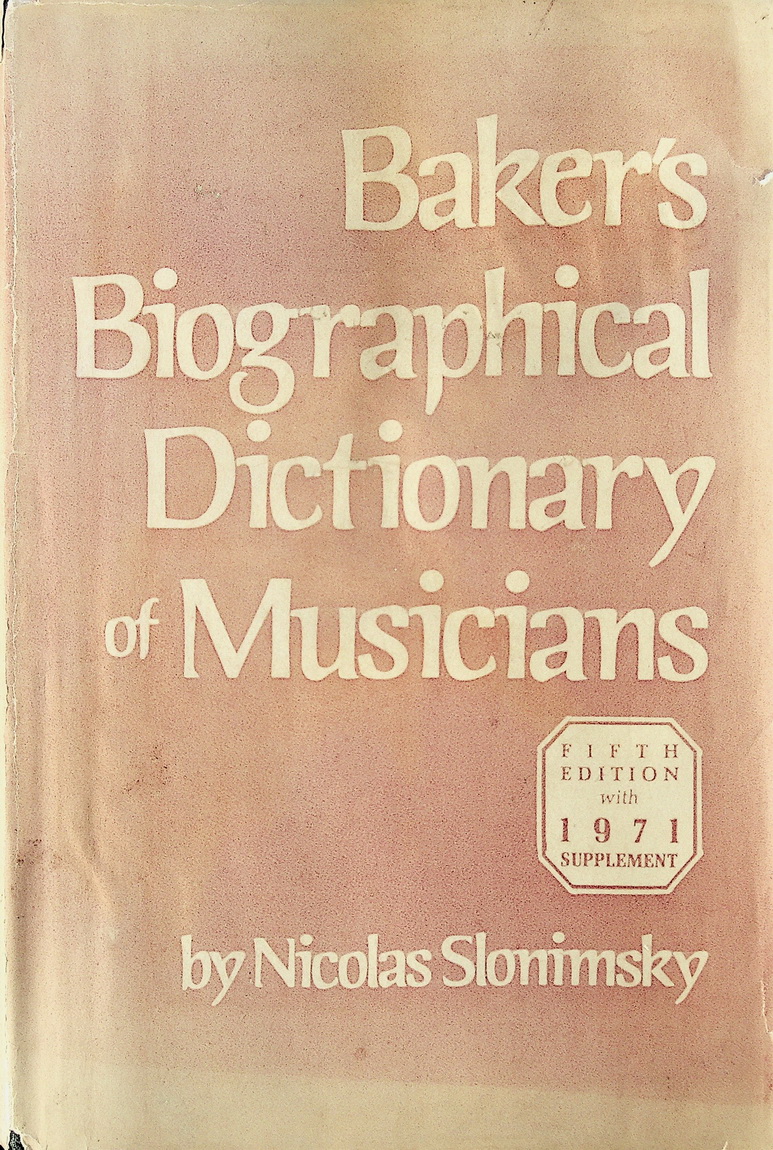 Baker's
Biographical
Dictionary
of Musicians
FIFTH
EDITION
with
1971
SUPPLEMENT
by Nicolas Slonimsky